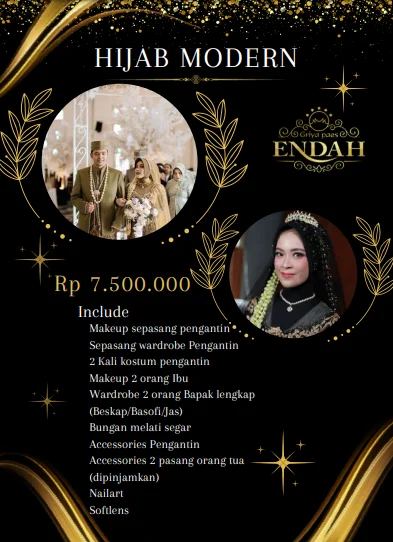 HIJAB MODERN
Griya paes
ENDAH
Rp 7.500.000
Include
Makeup sepasang pengantin
Sepasang wardrobe Pengantin
2 Kali kostum pengantin
Makeup 2 orang Ibu
Wardrobe 2 orang Bapak lengkap
(Beskap/Basofi/Jas)
Bungan melati segar
Accessories Pengantin
Accessories 2 pasang orang tua
(dipinjamkan)
Nailart
Softlens